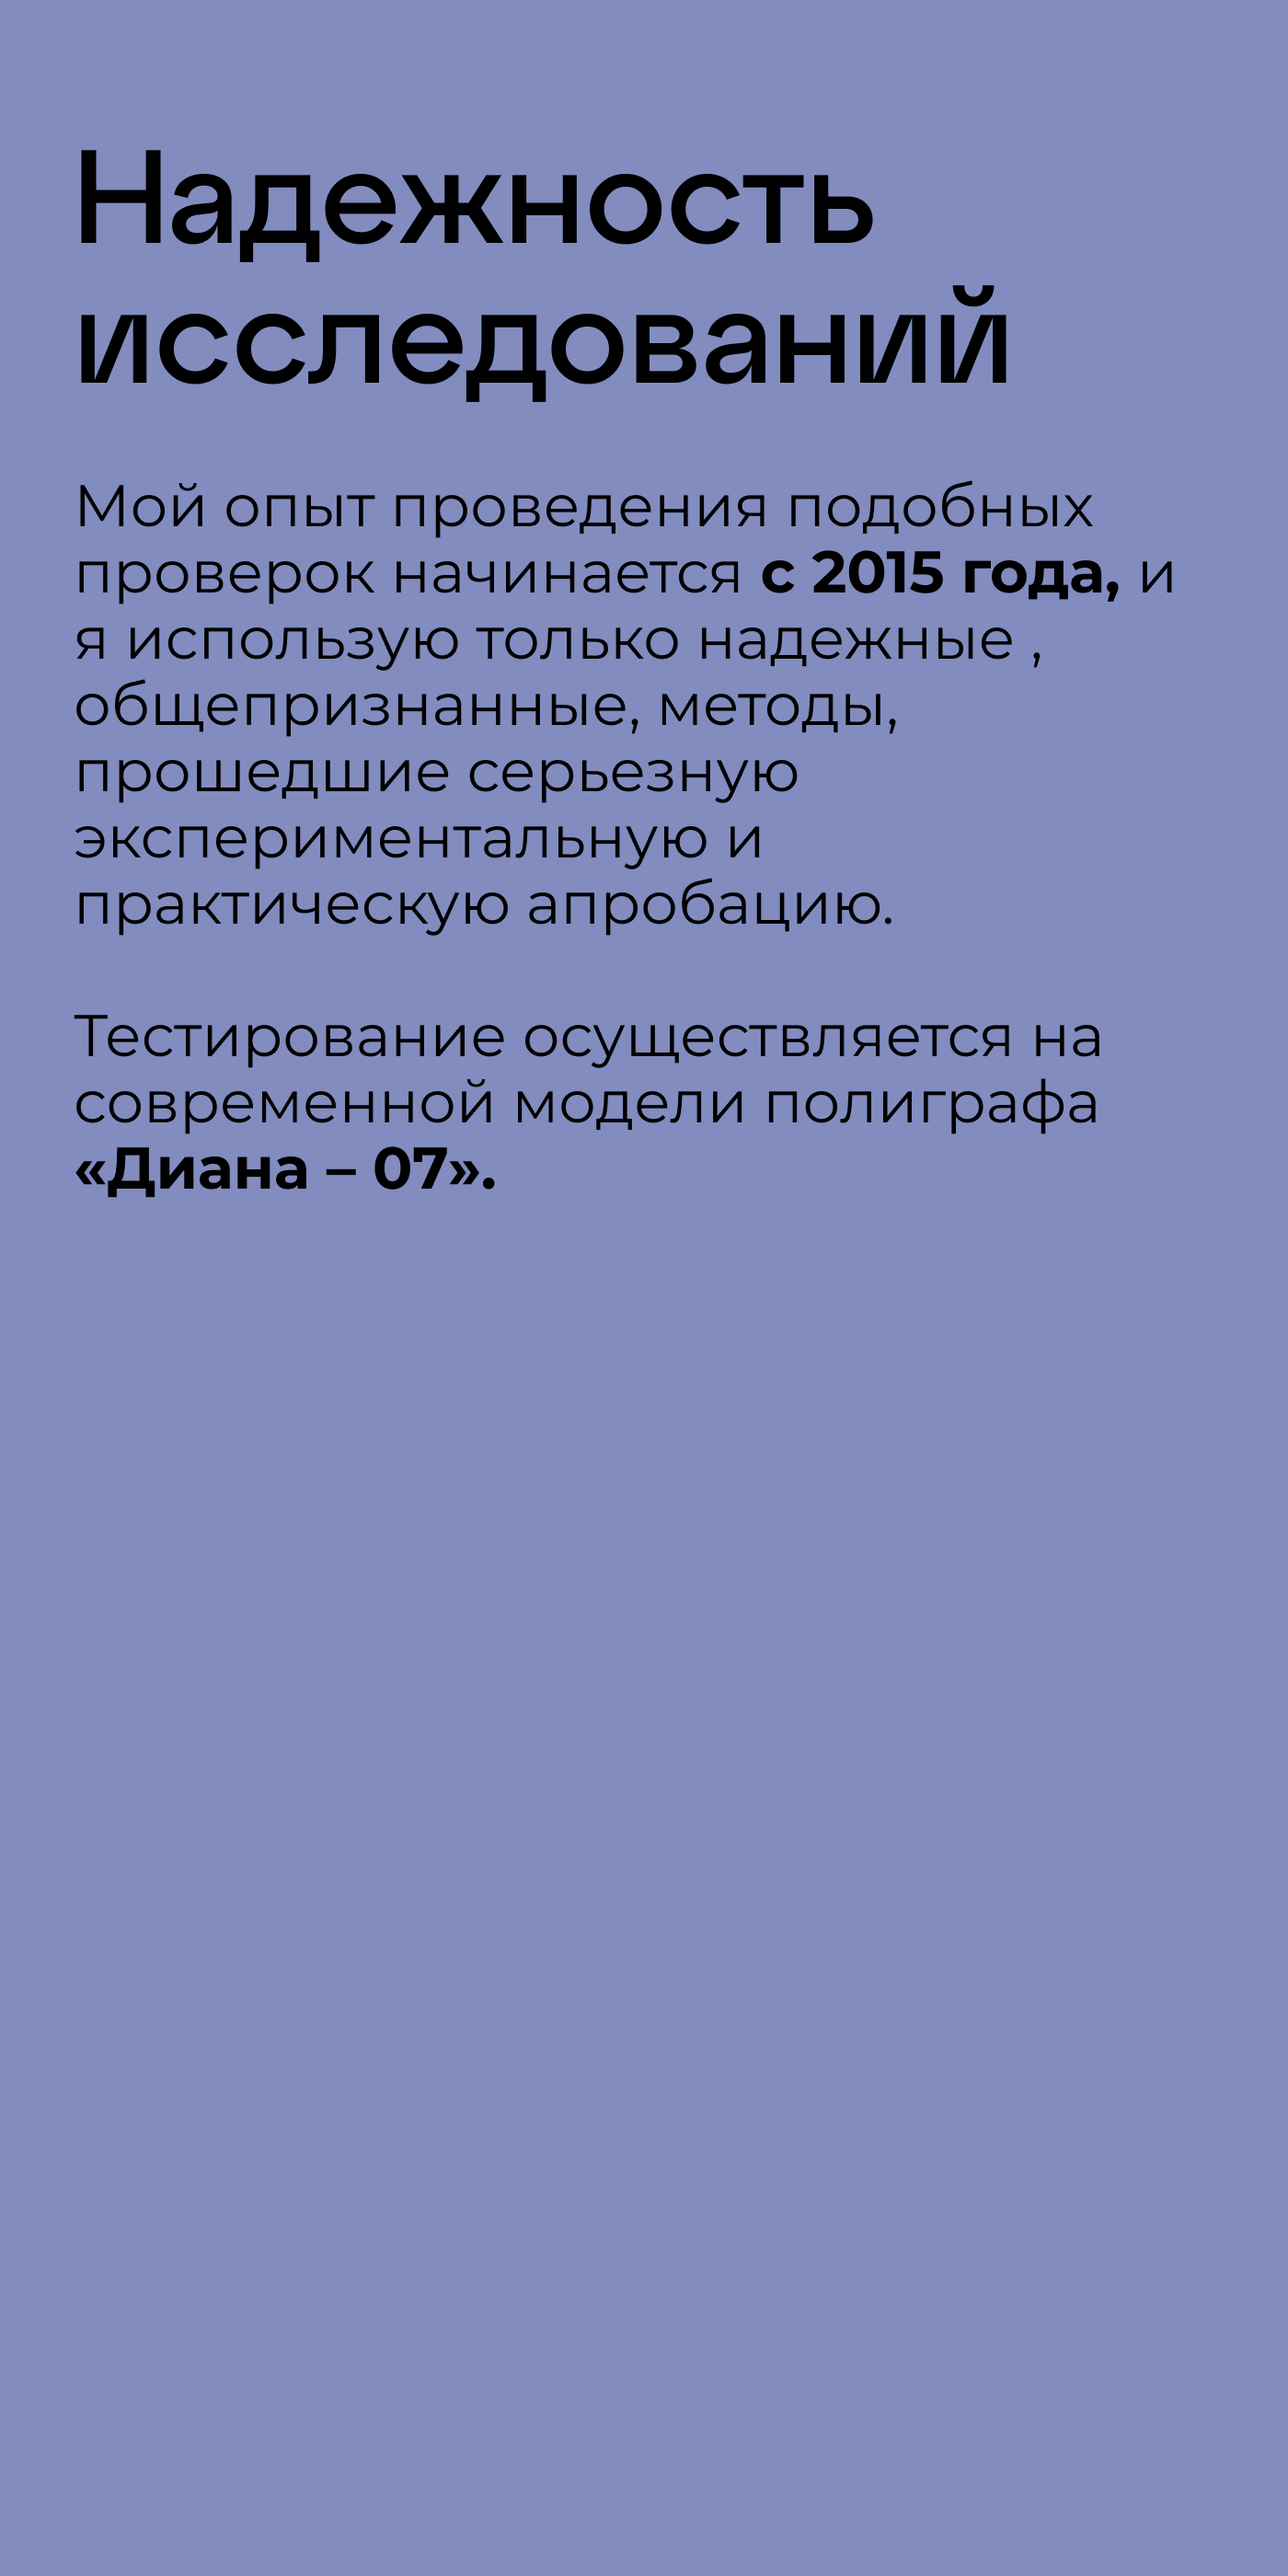 Надежность
исследований
Мой опыт проведения подобных
проверок начинается с 2015 года, и
я использую только надежные ,
общепризнанные, методы,
прошедшие серьезную
экспериментальную и
практическую апробацию.
Тестирование осуществляется на
современной модели полиграфа
«Диана – 07».